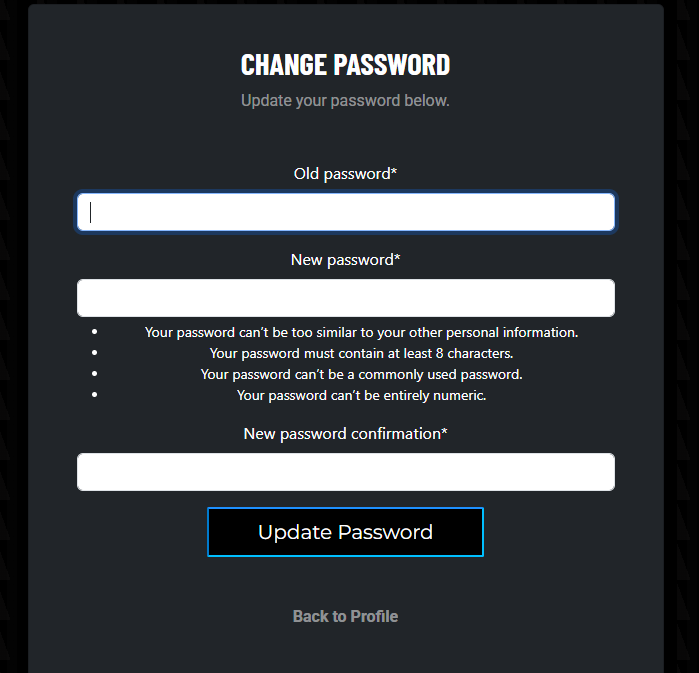 CHANGE PASSWORD
Update your password below.
Old password*
New password*
Your password can’t be too similar to your other personal information.
Your password must contain at least 8 characters.
Your password can’t be a commonly used password.
Your password can’t be entirely numeric.
New password confirmation*
Update Password
Back to Profile